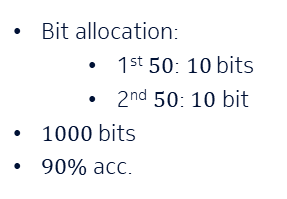 • Bit allocation:
• 1st 50: 10 bits
• 2nd 50: 10 bit
• 1000 bits
• 90% acc.